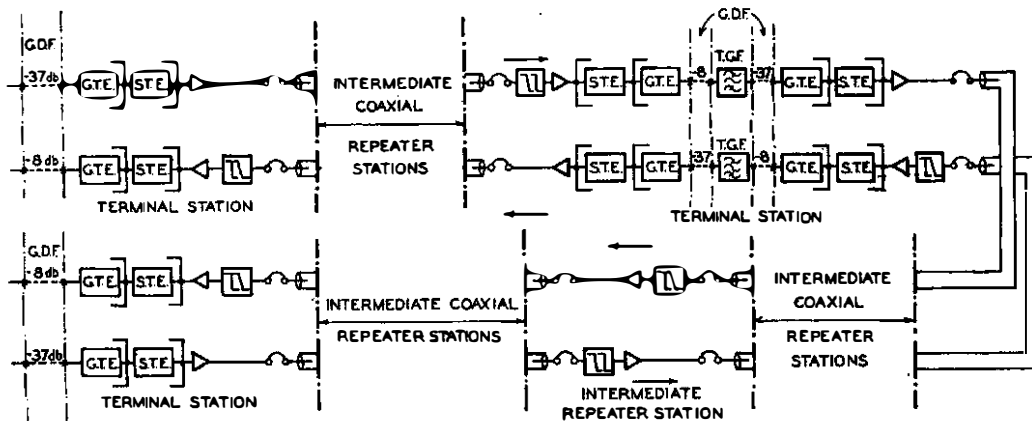 G.D.F.
G.D.F.
-37db G.T.E. S.T.E. INTERMEDIATE S.T.E. G.T.E. -8 T.G.F. -37 G.T.E. S.T.E.
COAXIAL
REPEATER
-8db G.T.E. S.T.E. STATIONS S.T.E. G.T.E. -37 T.G.F. -8 G.T.E. S.T.E.
TERMINAL STATION
TERMINAL STATION
G.D.F.
-8db G.T.E. S.T.E. INTERMEDIATE COAXIAL INTERMEDIATE
COAXIAL
REPEATER STATIONS REPEATER
STATIONS
-37db G.T.E. S.T.E.
TERMINAL STATION
INTERMEDIATE
REPEATER STATION